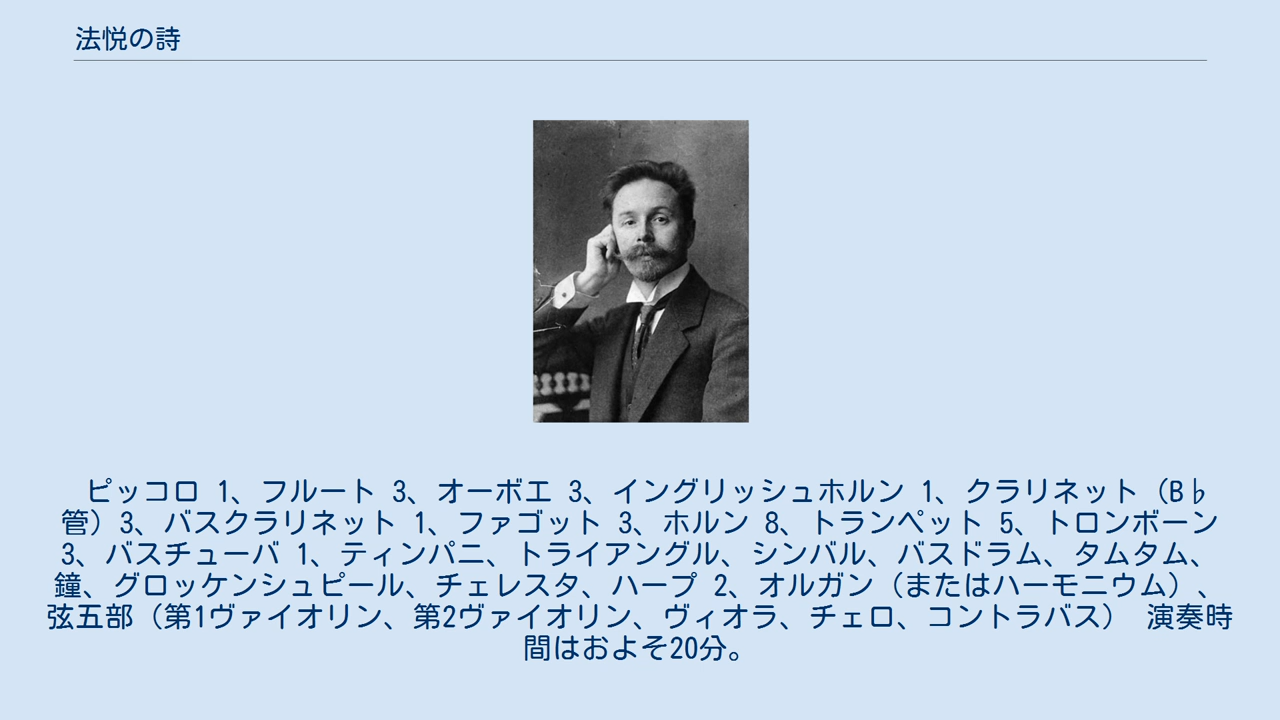 法悦の詩
ピッコロ 1、フルート 3、オーボエ 3、イングリッシュホルン 1、クラリネット（B♭
管）3、バスクラリネット 1、ファゴット 3、ホルン 8、トランペット 5、トロンボーン
3、バスチューバ 1、ティンパニ、トライアングル、シンバル、バスドラム、タムタム、
鐘、グロッケンシュピール、チェレスタ、ハープ 2、オルガン（またはハーモニウム）、
弦五部（第1ヴァイオリン、第2ヴァイオリン、ヴィオラ、チェロ、コントラバス） 演奏時
間はおよそ20分。